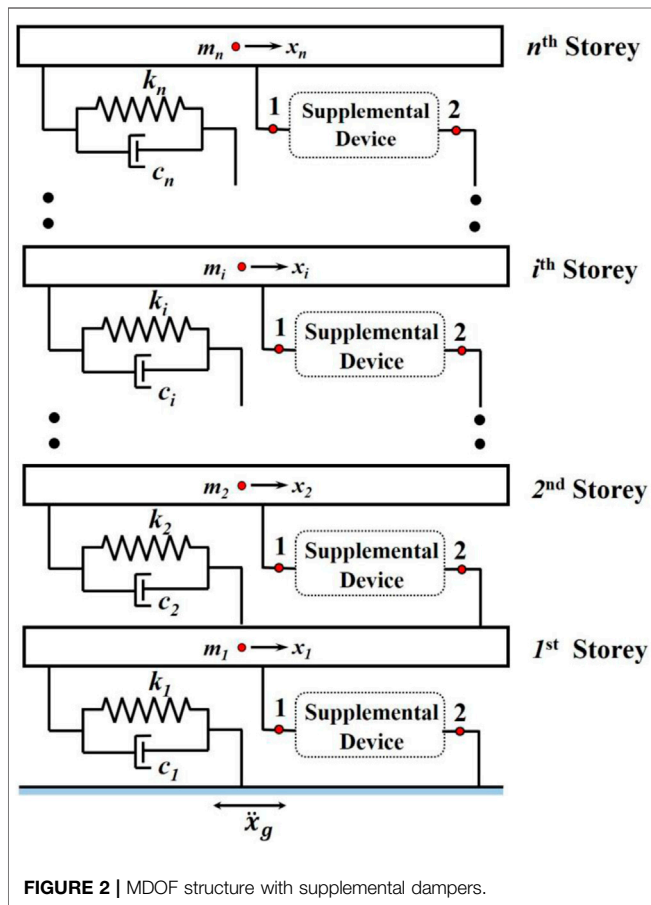 mₙ xₙ nᵗʰ Storey
kₙ
cₙ
1 Supplemental Device 2
mᵢ xᵢ iᵗʰ Storey
kᵢ
cᵢ
1 Supplemental Device 2
m₂ x₂ 2ⁿᵈ Storey
k₂
c₂
1 Supplemental Device 2
m₁ x₁ 1ˢᵗ Storey
k₁
c₁
1 Supplemental Device 2
ẍ_g
FIGURE 2 | MDOF structure with supplemental dampers.